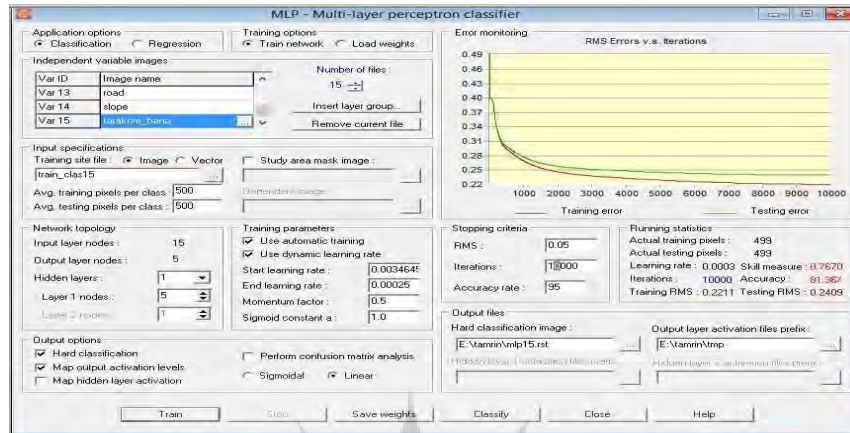 MLP - Multi-layer perceptron classifier
Application options
Classification Regression
Training options
Train network Load weights
Independent variable images
Var ID Image name
Var 13 road
Var 14 slope
Var 15 tarakom_bana
Number of files :
15
Insert layer group...
Remove current file
Input specifications
Training site file : Image Vector
train_clas15
Avg. training pixels per class : 500
Avg. testing pixels per class : 500
Study area mask image :
Dependent image
Error monitoring
RMS Errors v.s. Iterations
0.49
0.46
0.43
0.40
0.37
0.34
0.31
0.28
0.25
0.22
1000 2000 3000 4000 5000 6000 7000 8000 9000 10000
Training error Testing error
Network topology
Input layer nodes : 15
Output layer nodes : 5
Hidden layers : 1
Layer 1 nodes : 5
Layer 2 nodes : 1
Training parameters
Use automatic training
Use dynamic learning rate
Start learning rate : 0.003464
End learning rate : 0.00025
Momentum factor : 0.5
Sigmoid constant a : 1.0
Stopping criteria
RMS : 0.05
Iterations : 10000
Accuracy rate : 95
Running statistics
Actual training pixels : 499
Actual testing pixels : 499
Learning rate : 0.0003 Skill measure : 0.7670
Iterations : 10000 Accuracy : 81.36%
Training RMS : 0.2211 Testing RMS : 0.2409
Output options
Hard classification
Map output activation levels
Map hidden layer activation
Perform confusion matrix analysis
Sigmoidal Linear
Output files
Hard classification image :
E:\tamrin\mlp15.rst
Output layer activation files prefix :
E:\tamrin\tmp
Train Stop Save weights Classify Close Help